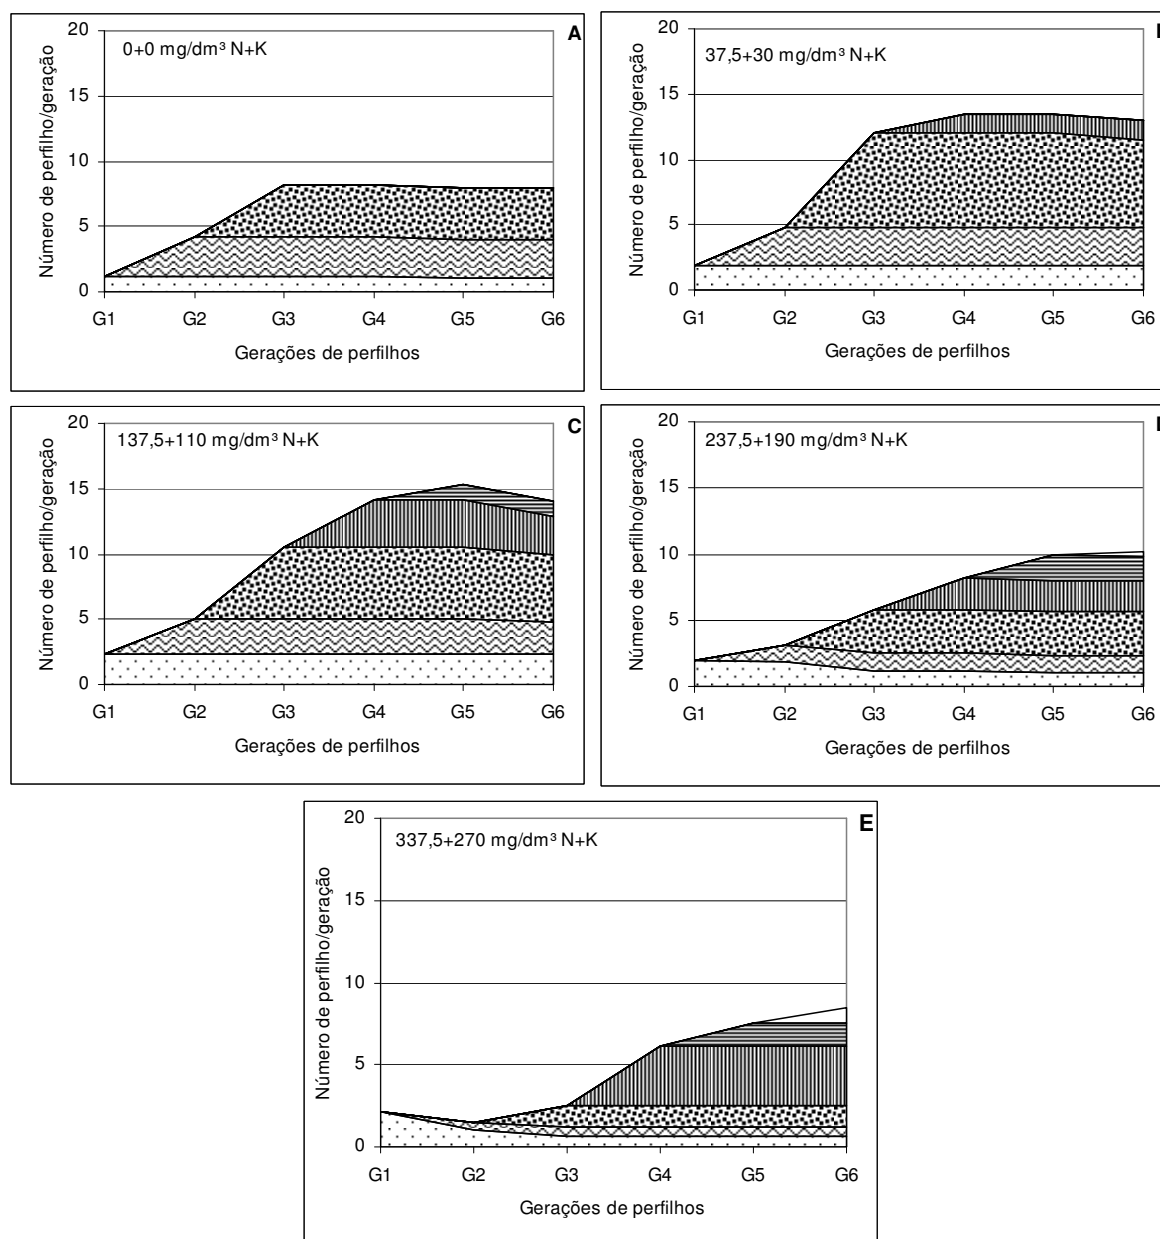 20
A
0+0 mg/dm³ N+K
15
10
5
0
Número de perfilho/geração
G1 G2 G3 G4 G5 G6
Gerações de perfilhos
20
37,5+30 mg/dm³ N+K
15
10
5
0
Número de perfilho/geração
G1 G2 G3 G4 G5 G6
Gerações de perfilhos
20
C
137,5+110 mg/dm³ N+K
15
10
5
0
Número de perfilho/geração
G1 G2 G3 G4 G5 G6
Gerações de perfilhos
20
237,5+190 mg/dm³ N+K
15
10
5
0
Número de perfilho/geração
G1 G2 G3 G4 G5 G6
Gerações de perfilhos
20
E
337,5+270 mg/dm³ N+K
15
10
5
0
Número de perfilho/geração
G1 G2 G3 G4 G5 G6
Gerações de perfilhos